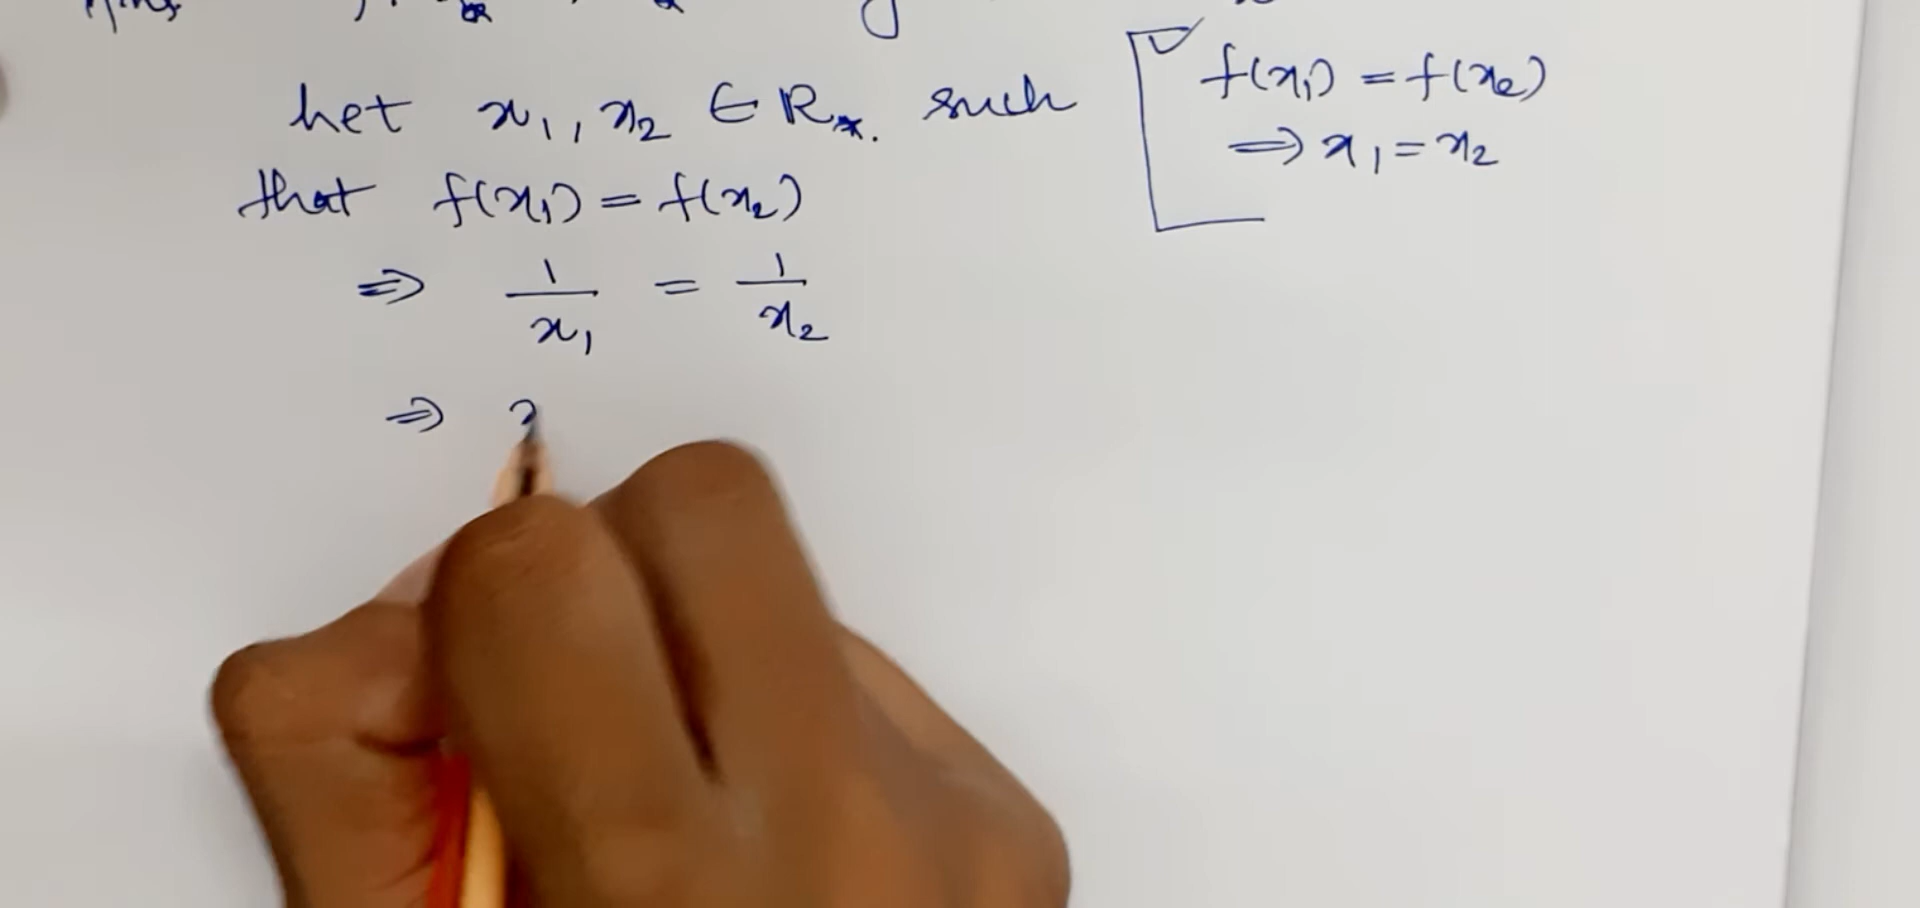 Let x₁, x₂ ∈ R*. such
that f(x₁) = f(x₂)
⇒ 1/x₁ = 1/x₂
⇒
f(x₁) = f(x₂)
⇒ x₁ = x₂